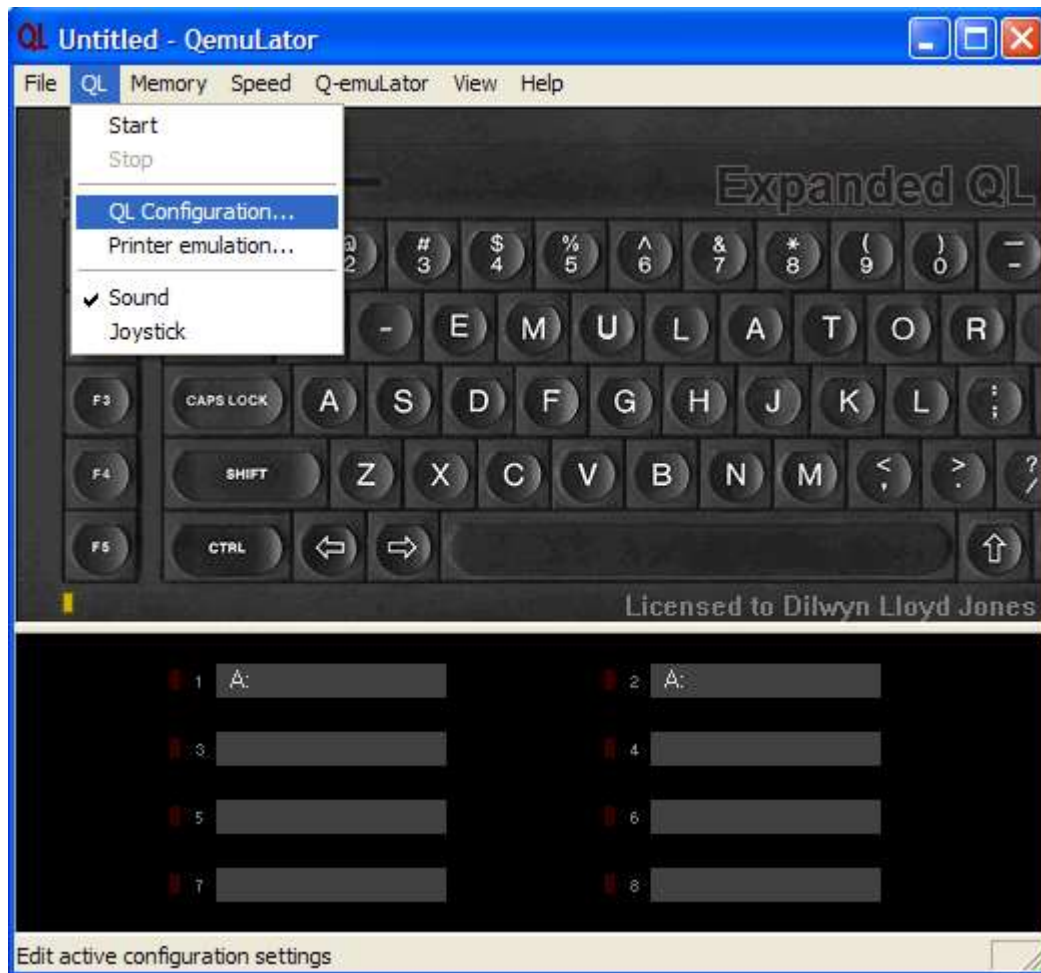 QL Untitled - QemuLator
File QL Memory Speed Q-emuLator View Help
Start
Stop
QL Configuration...
Printer emulation...
Sound
Joystick
Expanded QL
@ # $ % ^ & * ( ) —
2 3 4 5 6 7 8 9 0 -
- E M U L A T O R
F3 CAPS LOCK A S D F G H J K L : ;
F4 SHIFT Z X C V B N M < , > . ? /
F5 CTRL ⇦ ⇨ ⇧
Licensed to Dilwyn Lloyd Jones
1 A: 2 A:
3 4
5 6
7 8
Edit active configuration settings